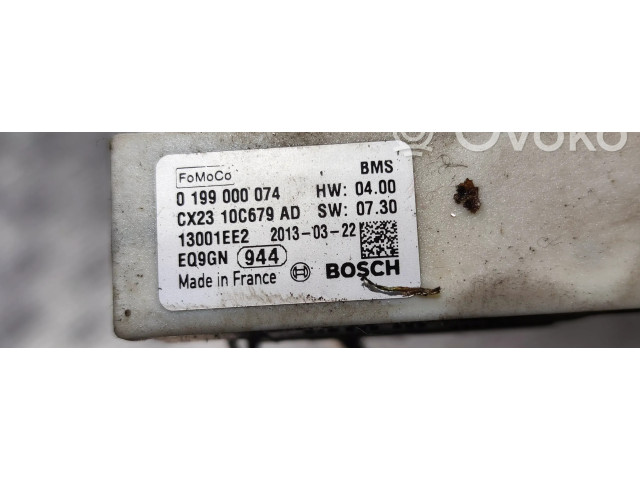 Ovoko
FoMoCo BMS
0 199 000 074 HW: 04.00
CX23 10C679 AD SW: 07.30
13001EE2 2013-03-22
EQ9GN 944
Made in France BOSCH